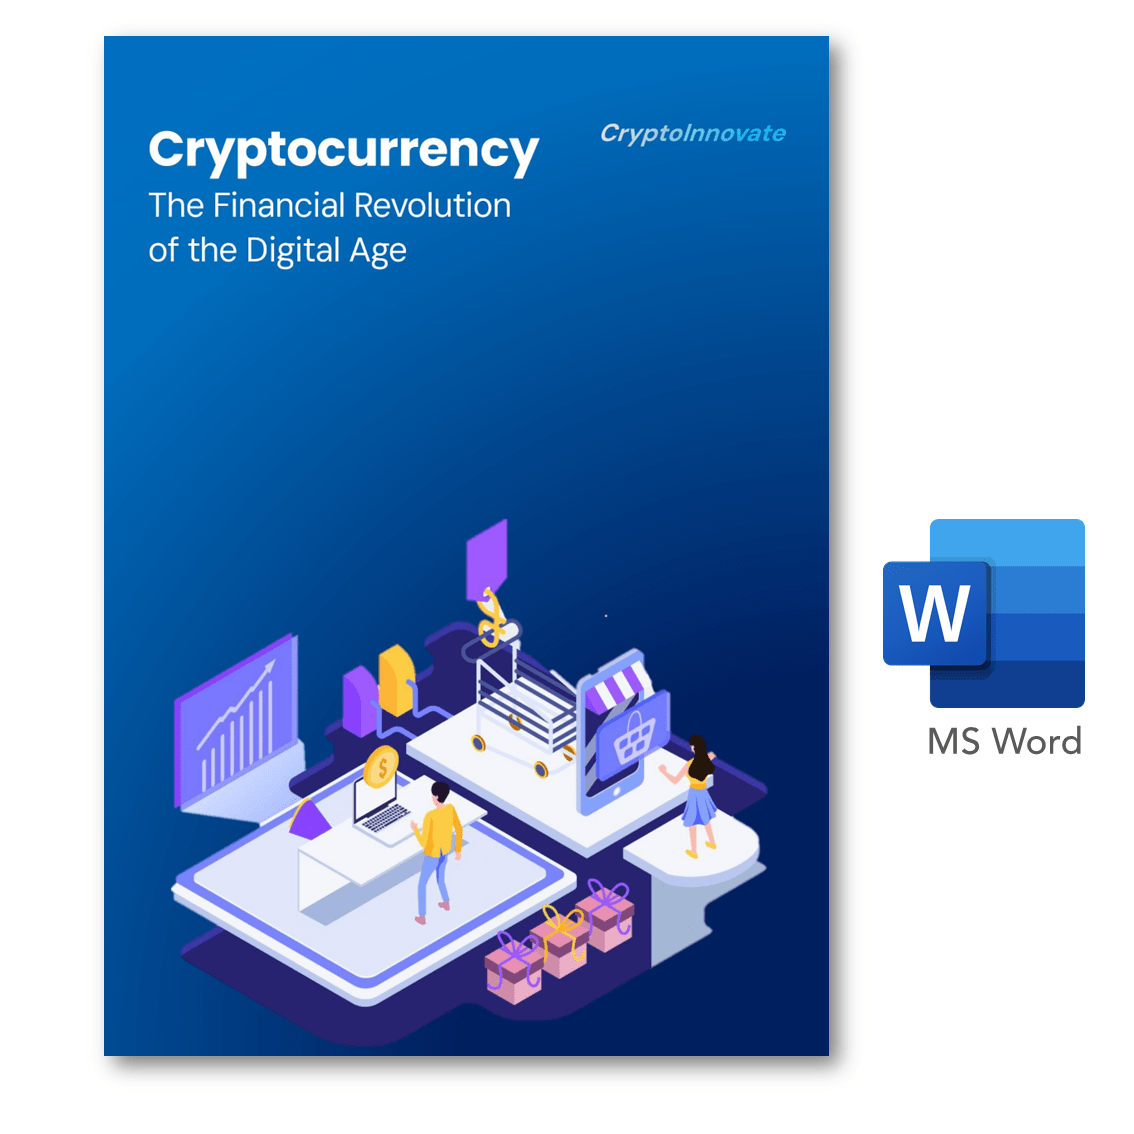 Cryptocurrency
CryptoInnovate
The Financial Revolution
of the Digital Age
$
W
MS Word